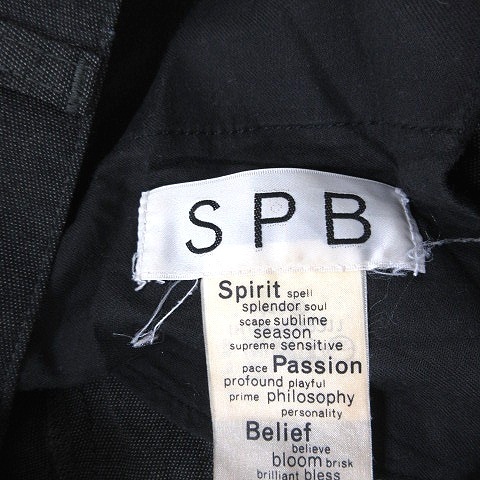 SPB
Spirit spell
splendor soul
scape sublime
season
supreme sensitive
pace Passion
profound playful
prime philosophy
personality
Belief
believe
bloom brisk
brilliant bless